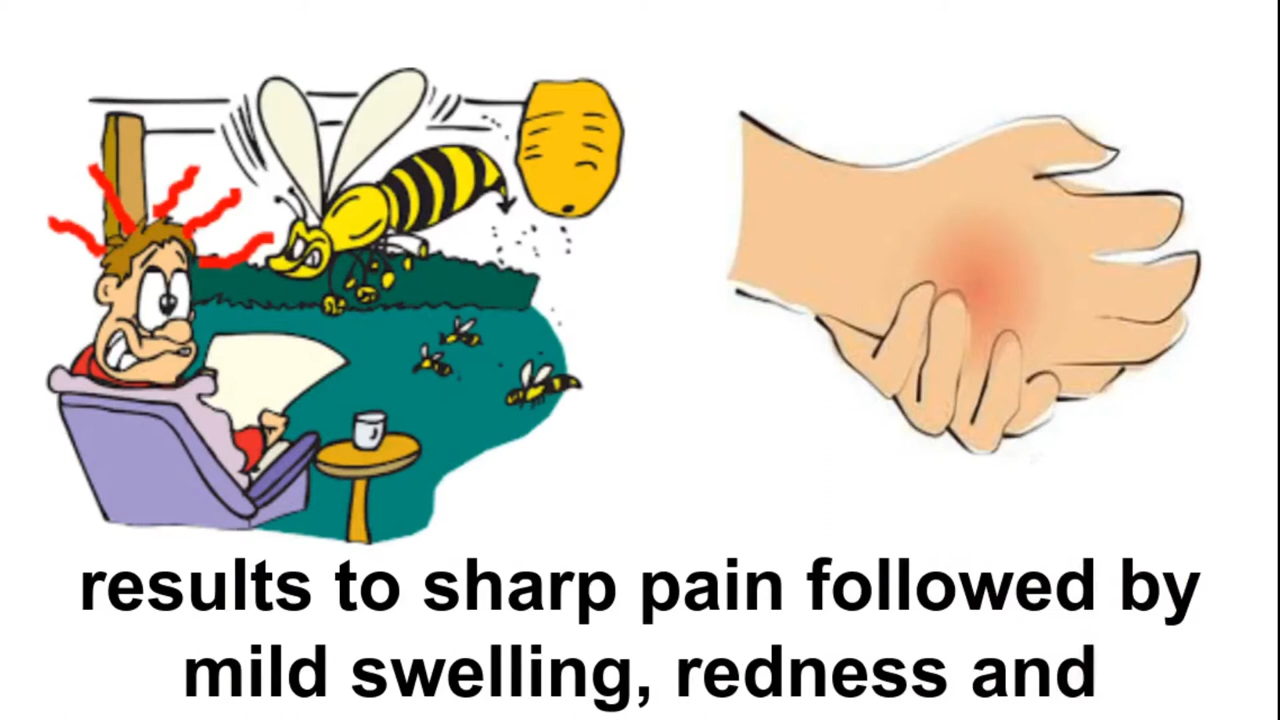 results to sharp pain followed by
mild swelling, redness and